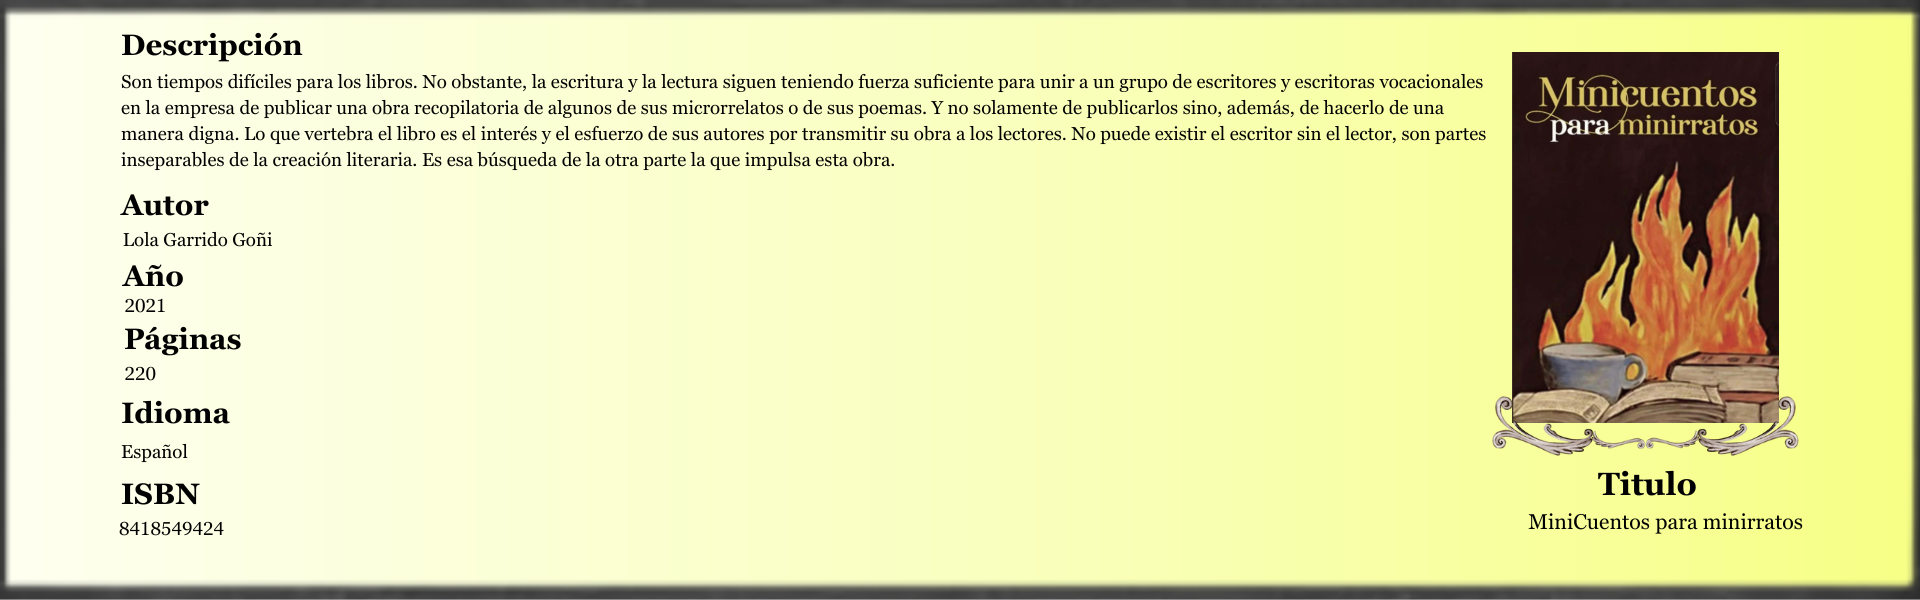 Descripción
Son tiempos difíciles para los libros. No obstante, la escritura y la lectura siguen teniendo fuerza suficiente para unir a un grupo de escritores y escritoras vocacionales
en la empresa de publicar una obra recopilatoria de algunos de sus microrrelatos o de sus poemas. Y no solamente de publicarlos sino, además, de hacerlo de una
manera digna. Lo que vertebra el libro es el interés y el esfuerzo de sus autores por transmitir su obra a los lectores. No puede existir el escritor sin el lector, son partes
inseparables de la creación literaria. Es esa búsqueda de la otra parte la que impulsa esta obra.
Autor
Lola Garrido Goñi
Año
2021
Páginas
220
Idioma
Español
ISBN
8418549424
Minicuentos
para minirratos
Titulo
MiniCuentos para minirratos